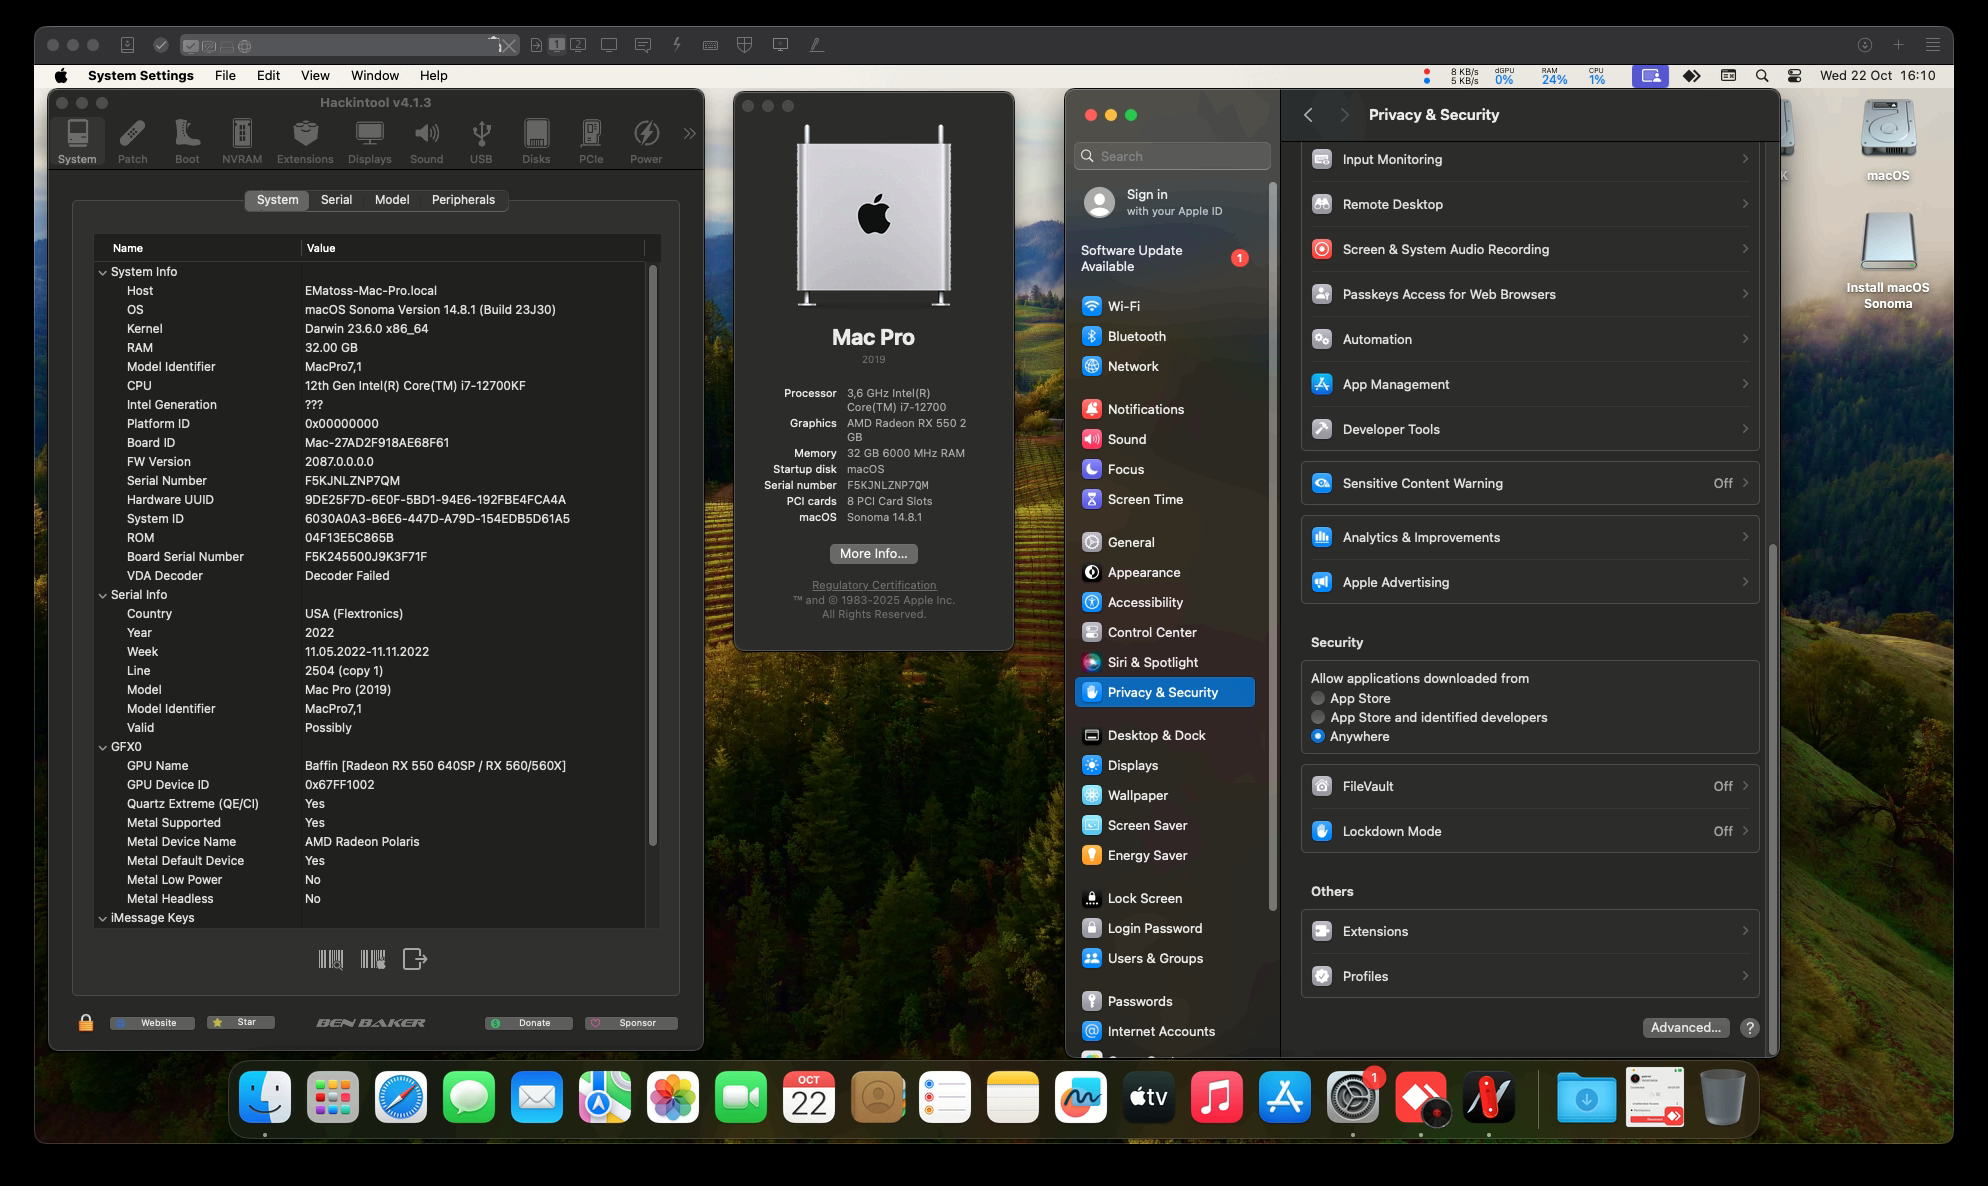 1
2
System Settings
File
Edit
View
Window
Help
8 KB/s
5 KB/s
dGPU
0%
RAM
24%
CPU
1%
Wed 22 Oct 16:10
Hackintool v4.1.3
System
Patch
Boot
NVRAM
Extensions
Displays
Sound
USB
Disks
PCIe
Power
System
Serial
Model
Peripherals
Name Value
System Info
Host EMatoss-Mac-Pro.local
OS macOS Sonoma Version 14.8.1 (Build 23J30)
Kernel Darwin 23.6.0 x86_64
RAM 32.00 GB
Model Identifier MacPro7,1
CPU 12th Gen Intel(R) Core(TM) i7-12700KF
Intel Generation ???
Platform ID 0x00000000
Board ID Mac-27AD2F918AE68F61
FW Version 2087.0.0.0.0
Serial Number F5KJNLZNP7QM
Hardware UUID 9DE25F7D-6E0F-5BD1-94E6-192FBE4FCA4A
System ID 6030A0A3-B6E6-447D-A79D-154EDB5D61A5
ROM 04F13E5C865B
Board Serial Number F5K245500J9K3F71F
VDA Decoder Decoder Failed
Serial Info
Country USA (Flextronics)
Year 2022
Week 11.05.2022-11.11.2022
Line 2504 (copy 1)
Model Mac Pro (2019)
Model Identifier MacPro7,1
Valid Possibly
GFX0
GPU Name Baffin [Radeon RX 550 640SP / RX 560/560X]
GPU Device ID 0x67FF1002
Quartz Extreme (QE/CI) Yes
Metal Supported Yes
Metal Device Name AMD Radeon Polaris
Metal Default Device Yes
Metal Low Power No
Metal Headless No
iMessage Keys
Website
Star
BEN BAKER
Donate
Sponsor
Mac Pro
2019
Processor 3,6 GHz Intel(R)
Core(TM) i7-12700
Graphics AMD Radeon RX 550 2
GB
Memory 32 GB 6000 MHz RAM
Startup disk macOS
Serial number F5KJNLZNP7QM
PCI cards 8 PCI Card Slots
macOS Sonoma 14.8.1
More Info...
Regulatory Certification
™ and © 1983-2025 Apple Inc.
All Rights Reserved.
Search
Sign in
with your Apple ID
Software Update
Available
1
Wi-Fi
Bluetooth
Network
Notifications
Sound
Focus
Screen Time
General
Appearance
Accessibility
Control Center
Siri & Spotlight
Privacy & Security
Desktop & Dock
Displays
Wallpaper
Screen Saver
Energy Saver
Lock Screen
Login Password
Users & Groups
Passwords
Internet Accounts
Privacy & Security
Input Monitoring
Remote Desktop
Screen & System Audio Recording
Passkeys Access for Web Browsers
Automation
App Management
Developer Tools
Sensitive Content Warning Off
Analytics & Improvements
Apple Advertising
Security
Allow applications downloaded from
App Store
App Store and identified developers
Anywhere
FileVault Off
Lockdown Mode Off
Others
Extensions
Profiles
Advanced...
?
K
macOS
Install macOS
Sonoma
OCT
22
tv
1